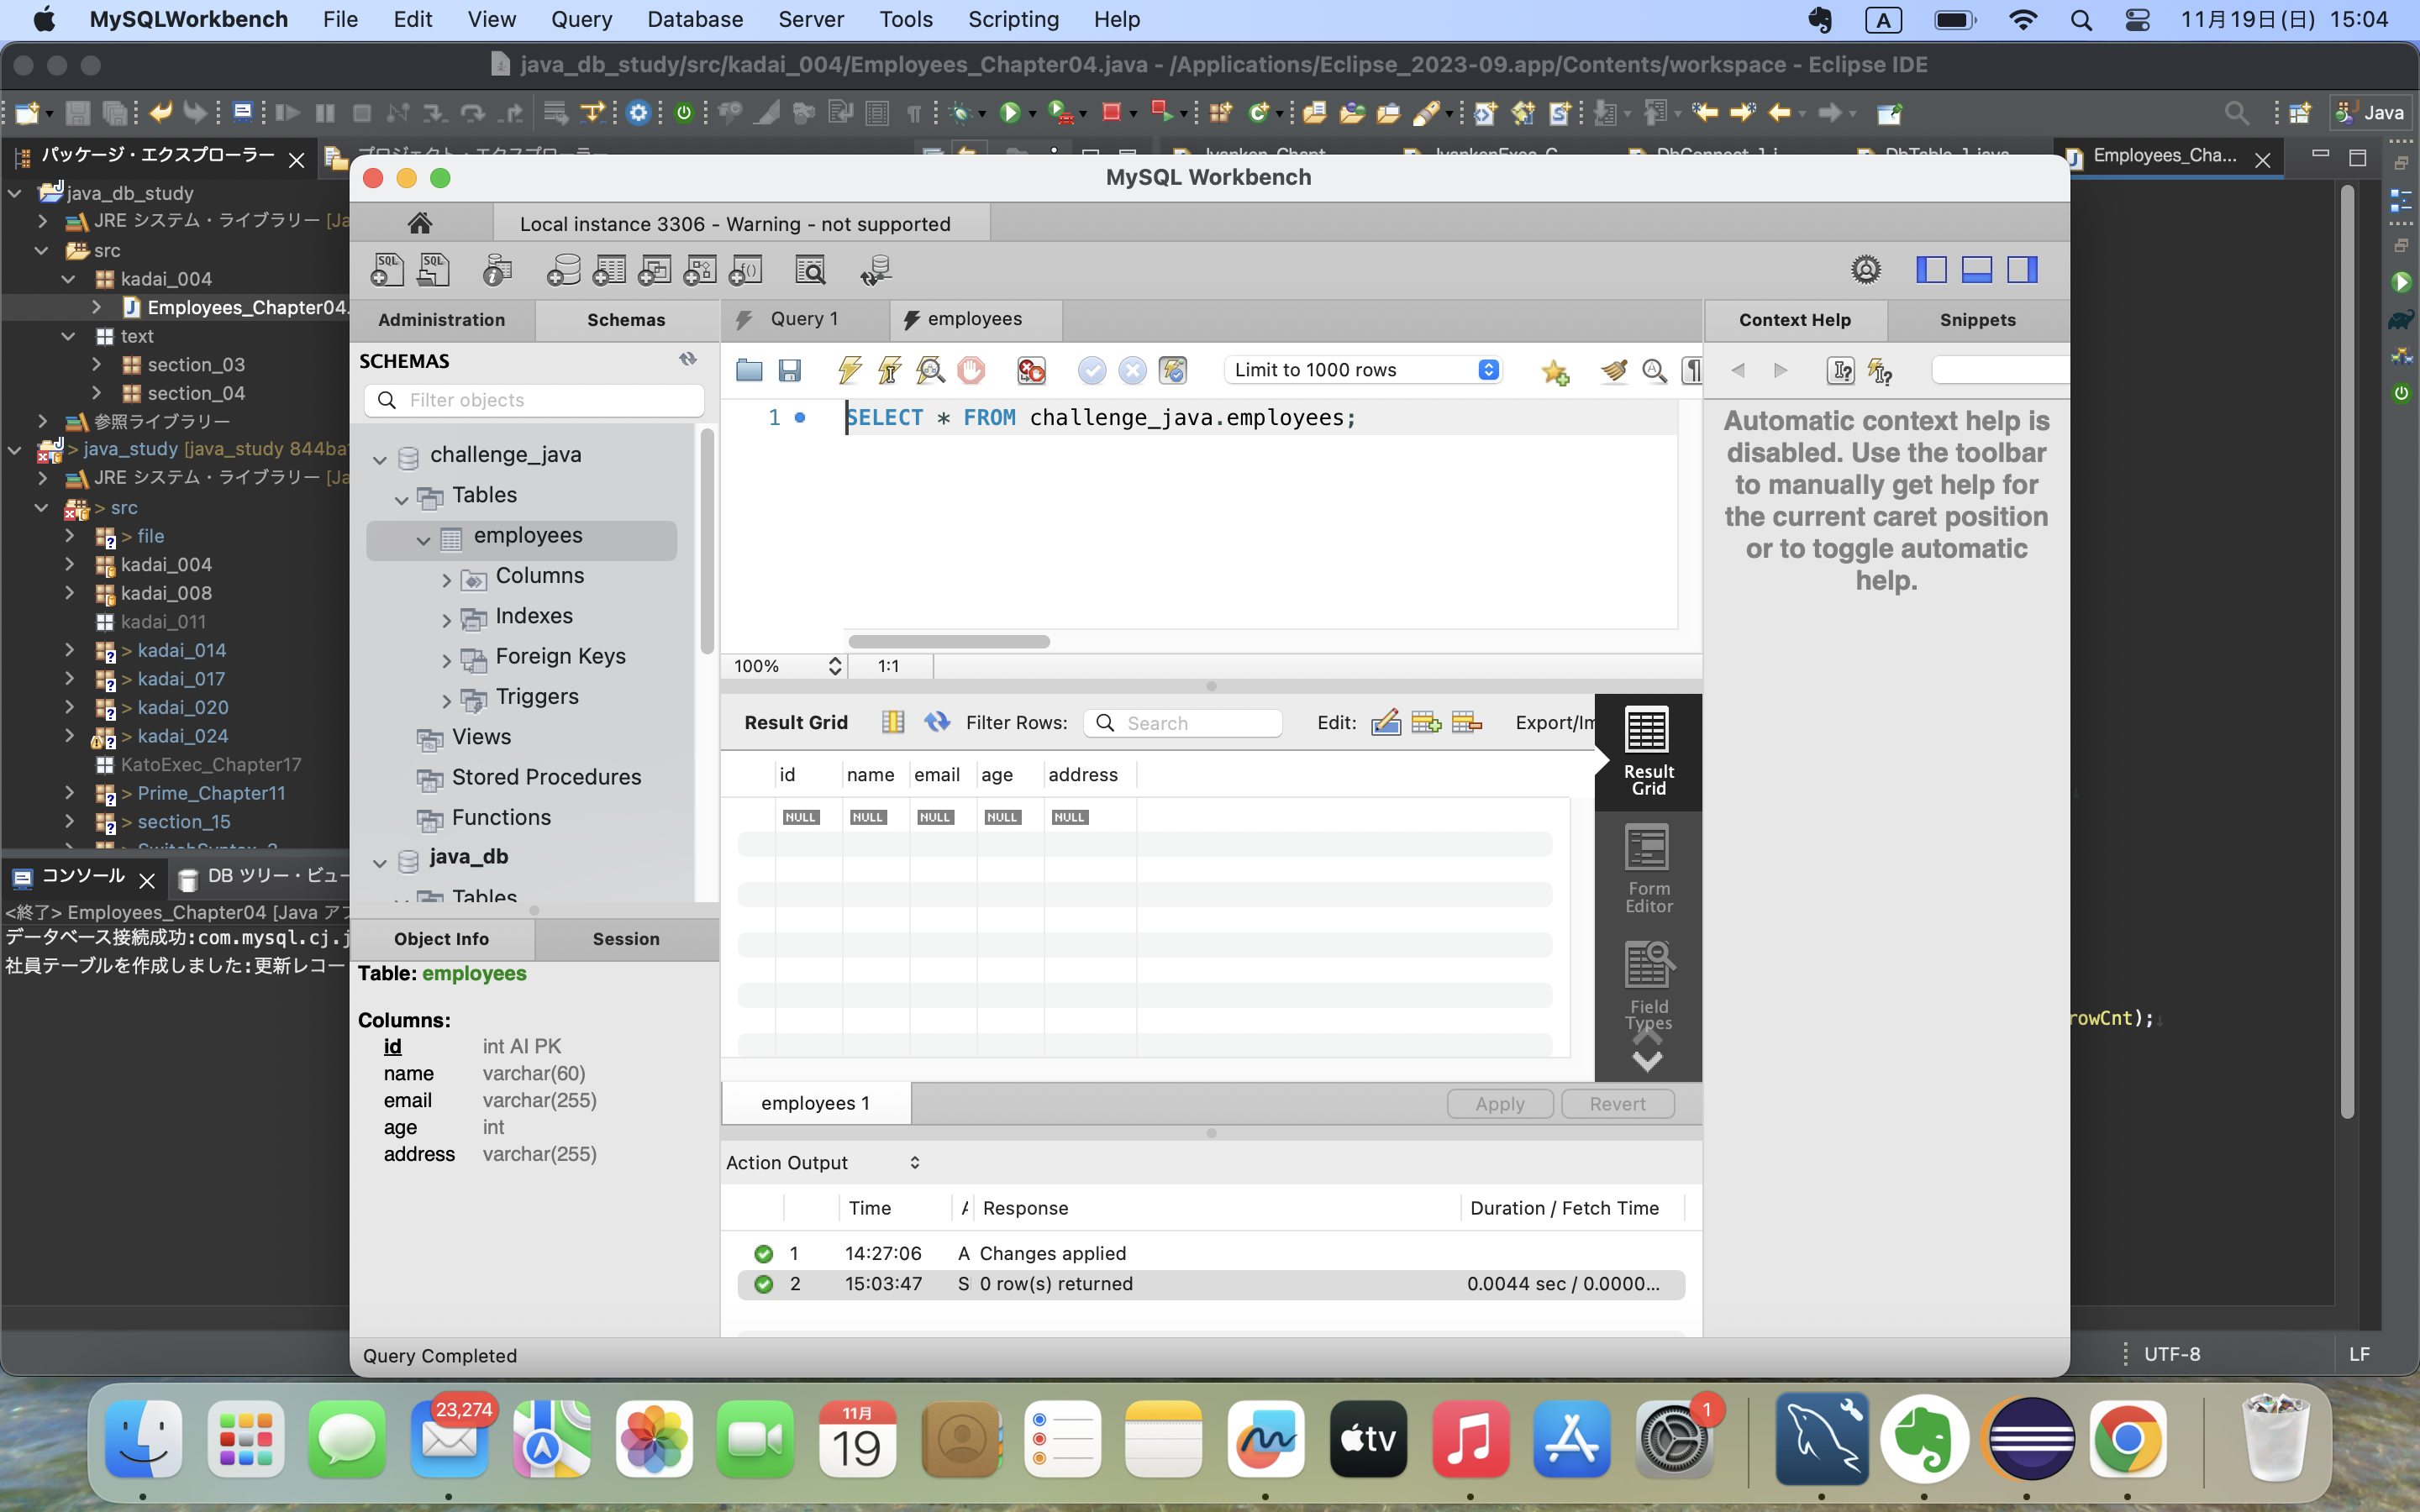 MySQLWorkbench File Edit View Query Database Server Tools Scripting Help A 11月19日(日) 15:04
java_db_study/src/kadai_004/Employees_Chapter04.java - /Applications/Eclipse_2023-09.app/Contents/workspace - Eclipse IDE
Java
パッケージ・エクスプローラー
Employees_Cha...
java_db_study
JRE システム・ライブラリー [Ja
src
kadai_004
Employees_Chapter04.
text
section_03
section_04
参照ライブラリー
> java_study [java_study 844ba
JRE システム・ライブラリー [Ja
> src
> file
kadai_004
kadai_008
kadai_011
> kadai_014
> kadai_017
> kadai_020
> kadai_024
KatoExec_Chapter17
> Prime_Chapter11
> section_15
コンソール
DB ツリー・ビュー
<終了> Employees_Chapter04 [Java ア
データベース接続成功:com.mysql.cj.j
社員テーブルを作成しました:更新レコー
MySQL Workbench
Local instance 3306 - Warning - not supported
Administration
Schemas
SCHEMAS
Filter objects
challenge_java
Tables
employees
Columns
Indexes
Foreign Keys
Triggers
Views
Stored Procedures
Functions
java_db
Tables
Object Info
Session
Table: employees
Columns:
id int AI PK
name varchar(60)
email varchar(255)
age int
address varchar(255)
Query Completed
Query 1
employees
Limit to 1000 rows
1 SELECT * FROM challenge_java.employees;
100%
1:1
Result Grid
Filter Rows:
Search
Edit:
Export/Im
id name email age address
NULL NULL NULL NULL NULL
Result
Grid
Form
Editor
Field
Types
employees 1
Apply
Revert
Action Output
Time
Response
Duration / Fetch Time
1 14:27:06 A Changes applied
2 15:03:47 S 0 row(s) returned 0.0044 sec / 0.0000...
Context Help
Snippets
Automatic context help is
disabled. Use the toolbar
to manually get help for
the current caret position
or to toggle automatic
help.
rowCnt);
UTF-8
LF
23,274
11月
19
tv
1